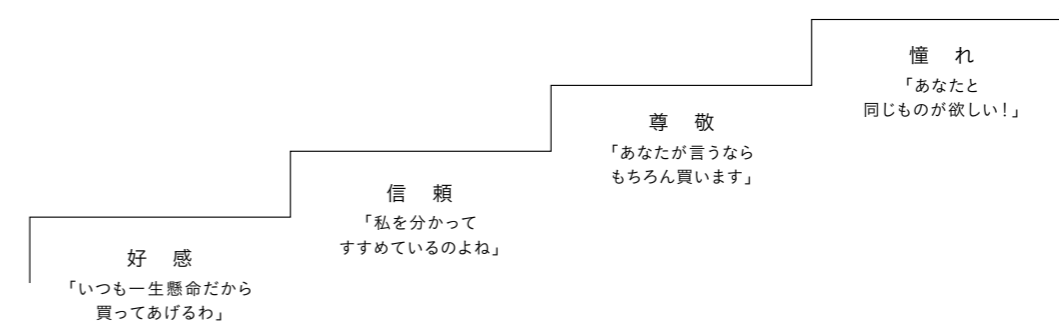 憧　れ
「あなたと
同じものが欲しい！」
尊　敬
「あなたが言うなら
もちろん買います」
信　頼
「私を分かって
すすめているのよね」
好　感
「いつも一生懸命だから
買ってあげるわ」